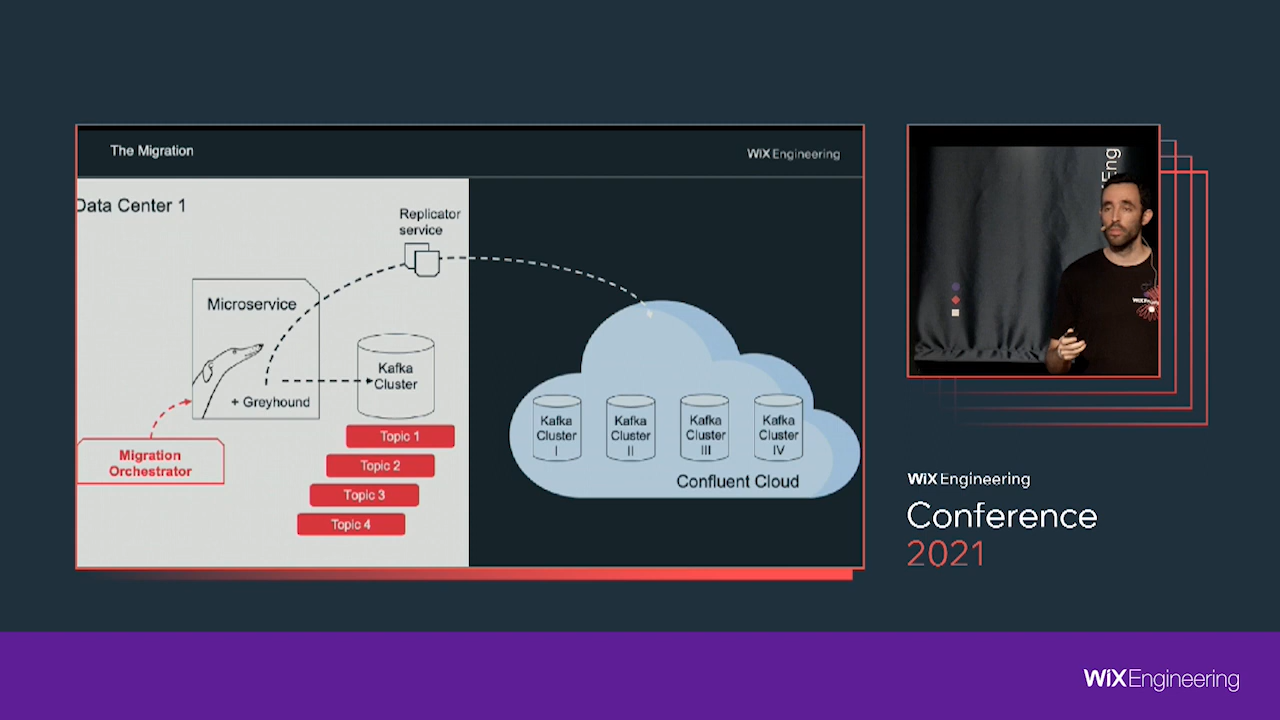 The Migration
WiX Engineering
Data Center 1
Replicator
service
Microservice
+ Greyhound
Kafka
Cluster
Migration
Orchestrator
Topic 1
Topic 2
Topic 3
Topic 4
Kafka
Cluster
I
Kafka
Cluster
II
Kafka
Cluster
III
Kafka
Cluster
IV
Confluent Cloud
Eng
WiX Engineering
Conference
2021
WiX Engineering